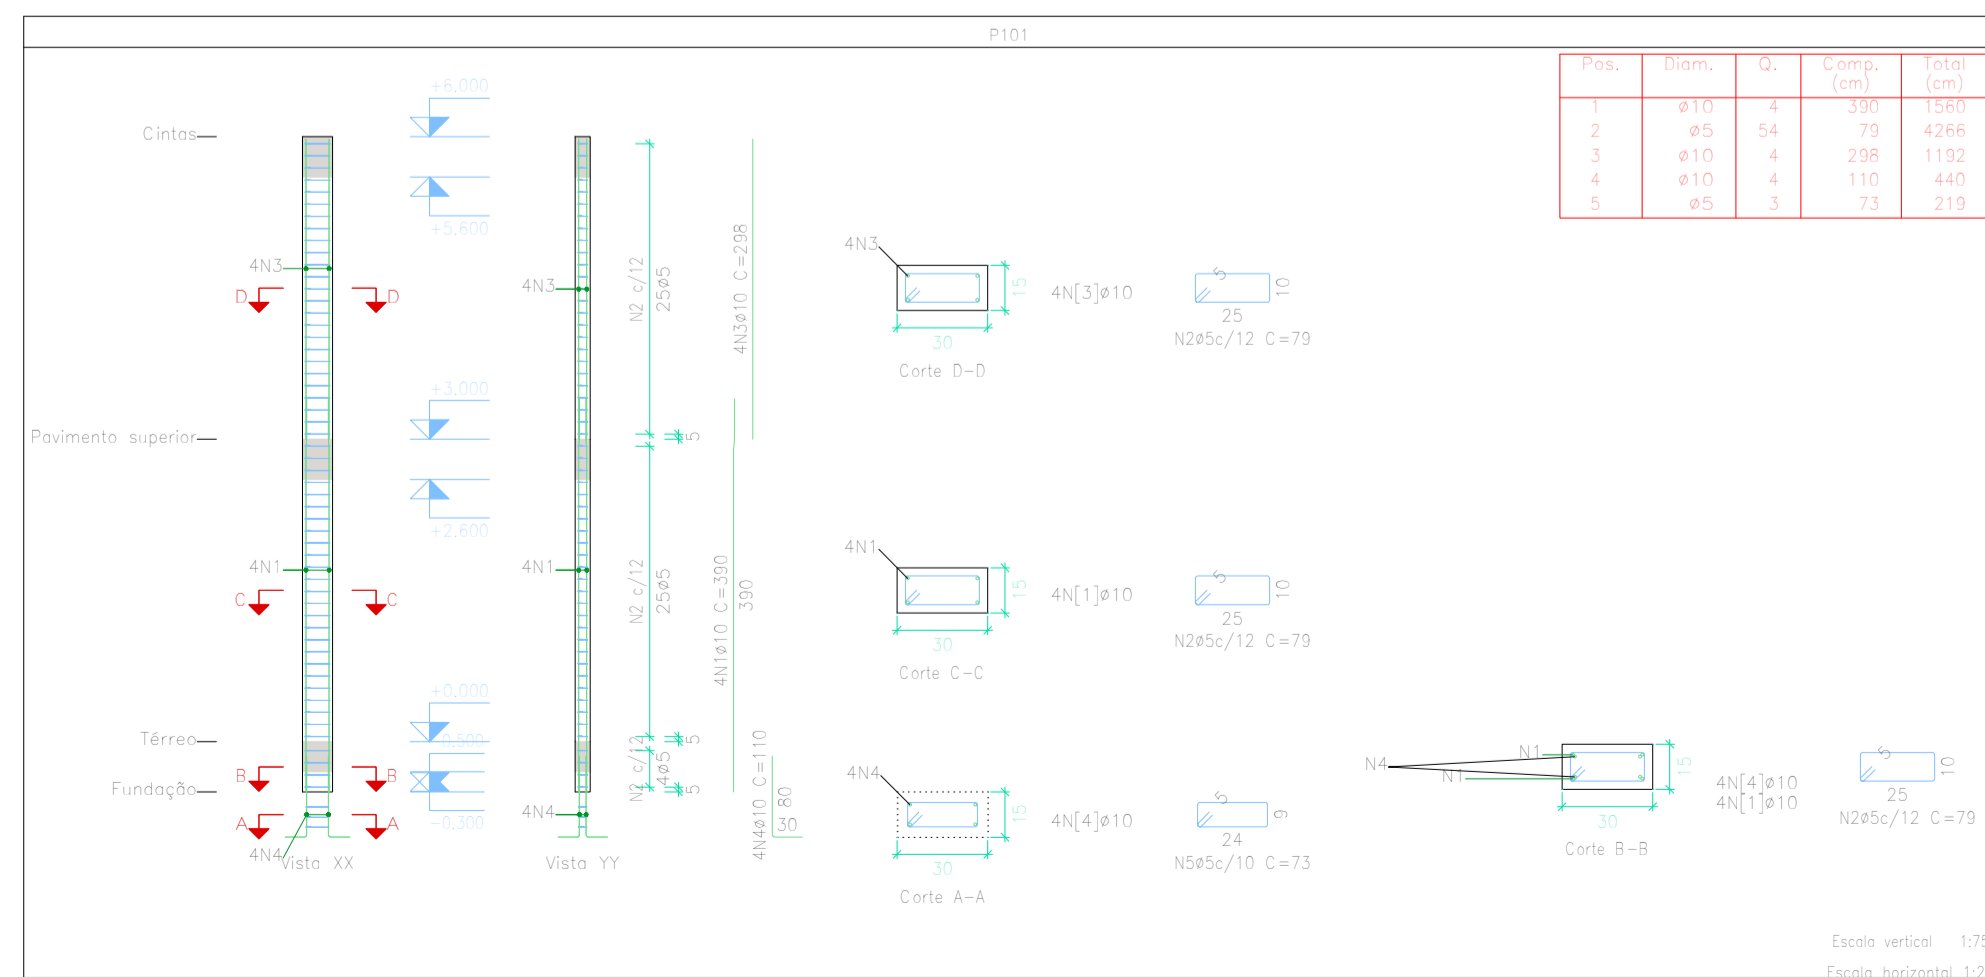 P101
Pos. Diam. Q. Comp. (cm) Total (cm)
1 ø10 4 390 1560
2 ø5 54 79 4266
3 ø10 4 298 1192
4 ø10 4 110 440
5 ø5 3 73 219
+6.000
Cintas
+5.600
4N3
D D
4N3
N2 c/12
25ø5
4N3ø10 C=298
+3.000
Pavimento superior
5
+2.600
4N1
C C
4N1
N2 c/12
25ø5
4N1ø10 C=390
390
+0.000
Térreo
5
-0.500
B B
Fundação
N2 c/12
4ø5
5
-0.300
A A
4N4
4N4
4N4ø10 C=110
80
30
Vista XX
Vista YY
4N3
15
30
4N[3]ø10
Corte D-D
5
10
25
N2ø5c/12 C=79
4N1
15
30
4N[1]ø10
Corte C-C
5
10
25
N2ø5c/12 C=79
4N4
15
30
4N[4]ø10
Corte A-A
5
9
24
N5ø5c/10 C=73
N1
N4
N1
15
30
4N[4]ø10
4N[1]ø10
Corte B-B
5
10
25
N2ø5c/12 C=79
Escala vertical 1:75
Escala horizontal